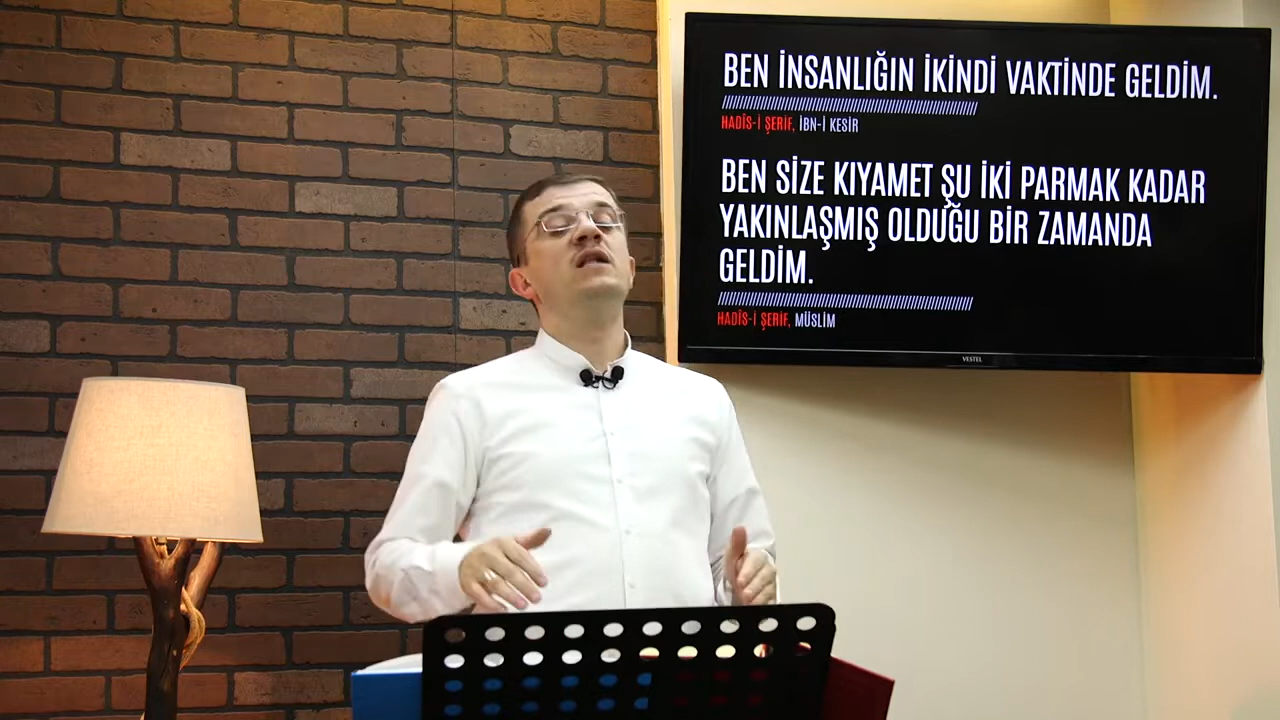 BEN İNSANLIĞIN İKİNDİ VAKTİNDE GELDİM.
HADİS-İ ŞERİF, İBN-İ KESİR
BEN SİZE KIYAMET ŞU İKİ PARMAK KADAR
YAKINLAŞMIŞ OLDUĞU BİR ZAMANDA
GELDİM.
HADÎS-İ ŞERİF, MÜSLİM
VESTEL